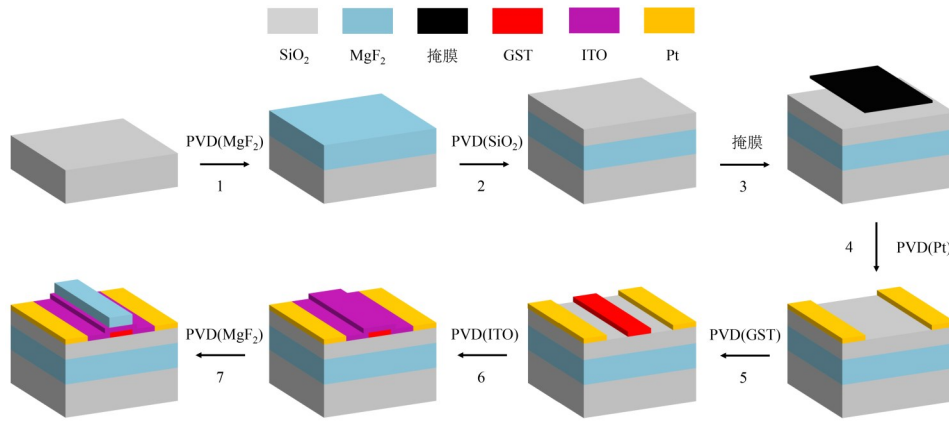 SiO₂ MgF₂ 掩膜 GST ITO Pt
PVD(MgF₂)
1
PVD(SiO₂)
2
掩膜
3
4 PVD(Pt)
PVD(GST)
5
PVD(ITO)
6
PVD(MgF₂)
7